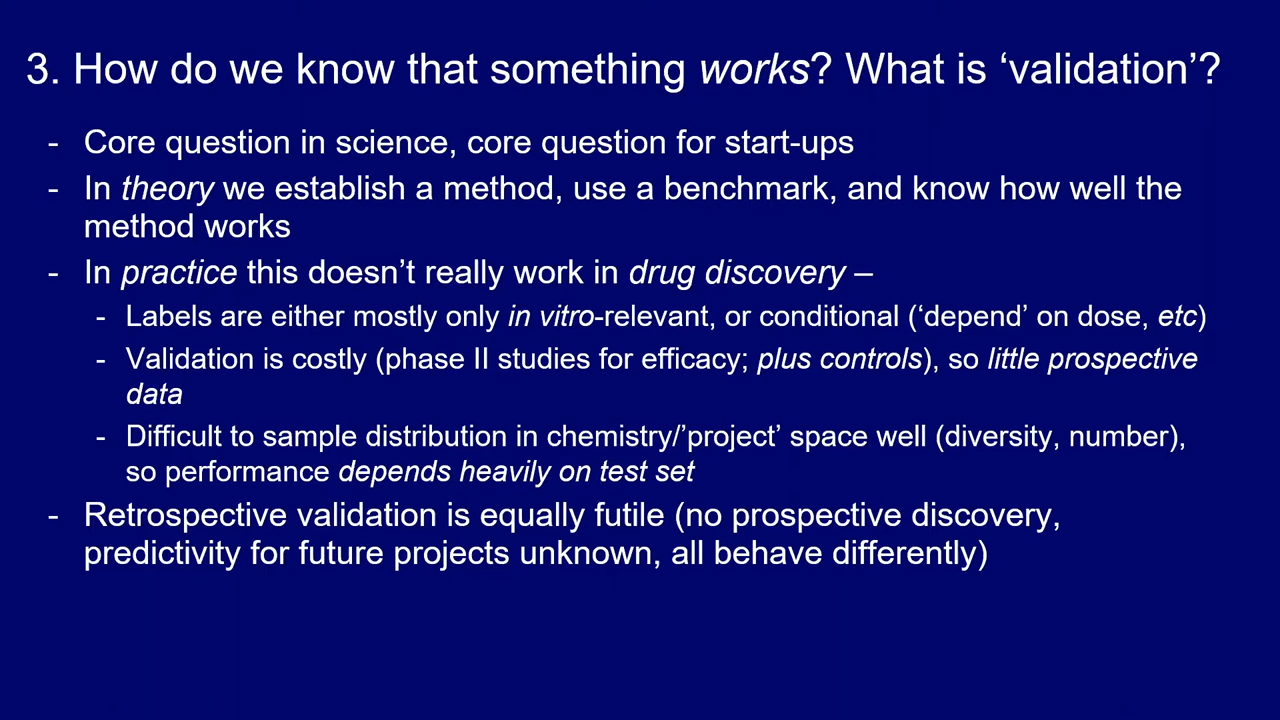 3. How do we know that something works? What is ‘validation’?
- Core question in science, core question for start-ups
- In theory we establish a method, use a benchmark, and know how well the
method works
- In practice this doesn’t really work in drug discovery –
- Labels are either mostly only in vitro-relevant, or conditional (‘depend’ on dose, etc)
- Validation is costly (phase II studies for efficacy; plus controls), so little prospective
data
- Difficult to sample distribution in chemistry/’project’ space well (diversity, number),
so performance depends heavily on test set
- Retrospective validation is equally futile (no prospective discovery,
predictivity for future projects unknown, all behave differently)